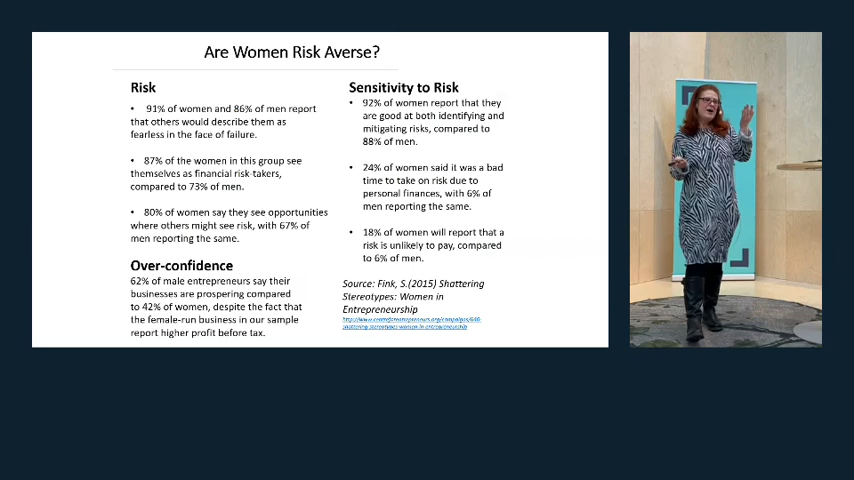 Are Women Risk Averse?
Risk
• 91% of women and 86% of men report
that others would describe them as
fearless in the face of failure.
• 87% of the women in this group see
themselves as financial risk-takers,
compared to 73% of men.
• 80% of women say they see opportunities
where others might see risk, with 67% of
men reporting the same.
Over-confidence
62% of male entrepreneurs say their
businesses are prospering compared
to 42% of women, despite the fact that
the female-run business in our sample
report higher profit before tax.
Sensitivity to Risk
• 92% of women report that they
are good at both identifying and
mitigating risks, compared to
88% of men.
• 24% of women said it was a bad
time to take on risk due to
personal finances, with 6% of
men reporting the same.
• 18% of women will report that a
risk is unlikely to pay, compared
to 6% of men.
Source: Fink, S.(2015) Shattering
Stereotypes: Women in
Entrepreneurship